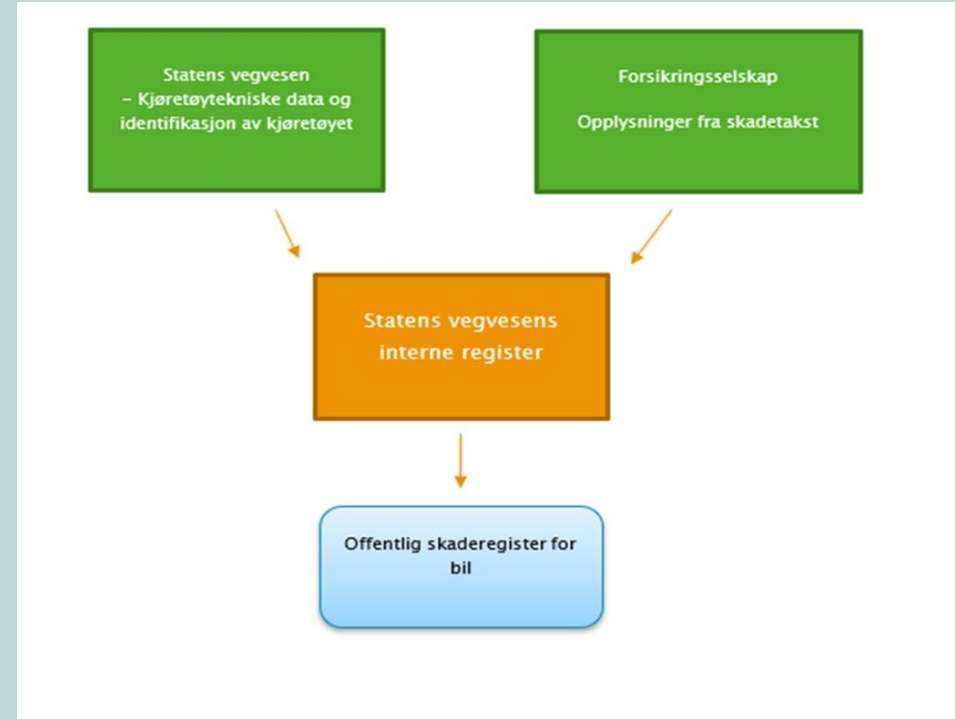 Statens vegvesen
– Kjøretøytekniske data og
identifikasjon av kjøretøyet
Forsikringsselskap
Opplysninger fra skadetakst
Statens vegvesens
interne register
Offentlig skaderegister for
bil